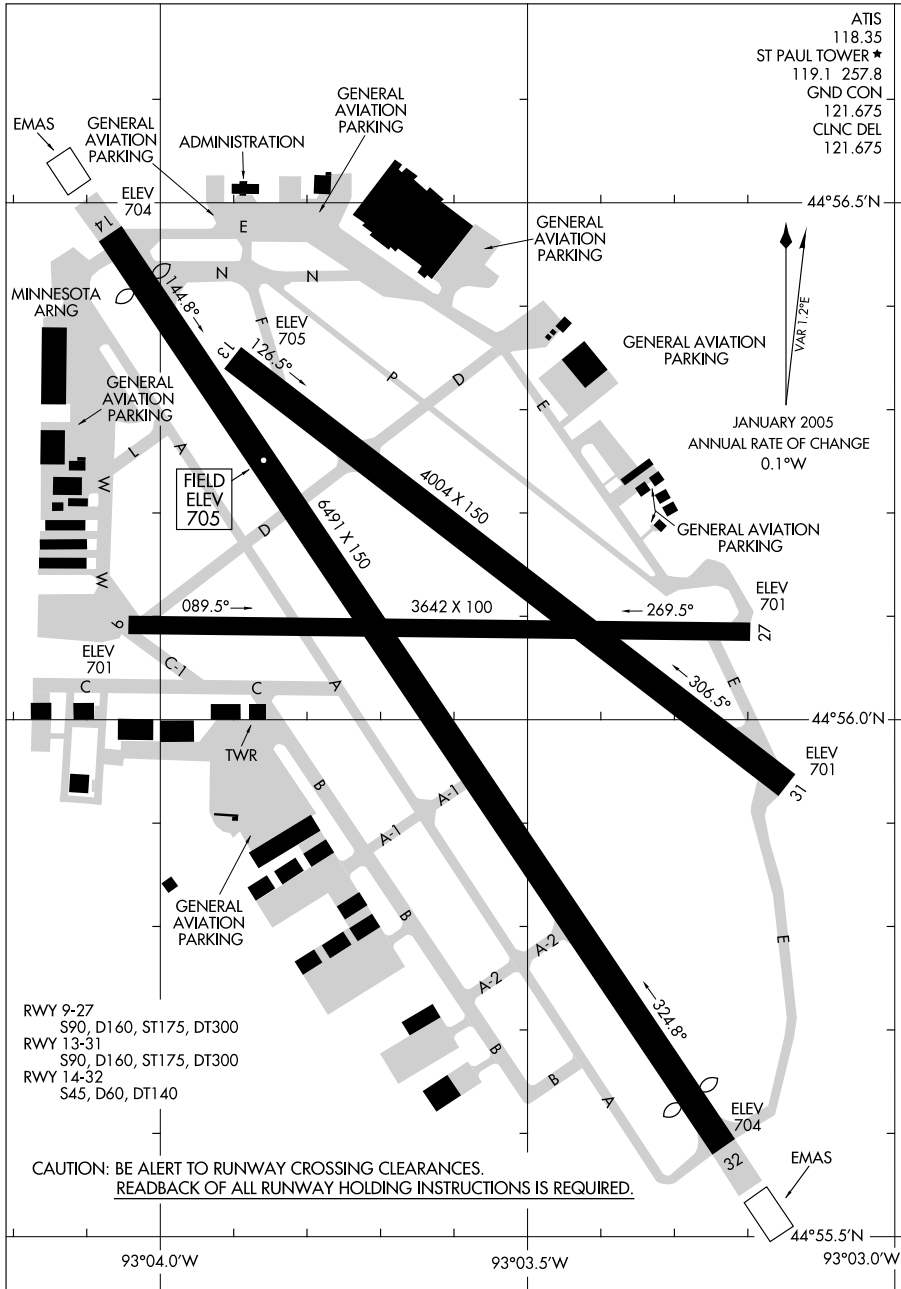 ATIS
118.35
ST PAUL TOWER ★
119.1 257.8
GND CON
121.675
CLNC DEL
121.675
EMAS
GENERAL
AVIATION
PARKING
ADMINISTRATION
GENERAL
AVIATION
PARKING
ELEV
704
44°56.5'N
14
E
GENERAL
AVIATION
PARKING
N
N
144.8°
MINNESOTA
ARNG
F
ELEV
705
VAR 1.2°E
13
126.5°
GENERAL AVIATION
PARKING
P
D
GENERAL
AVIATION
PARKING
E
JANUARY 2005
ANNUAL RATE OF CHANGE
0.1°W
L
A
W
FIELD
ELEV
705
4004 X 150
6491 X 150
D
GENERAL AVIATION
PARKING
W
089.5°
3642 X 100
269.5°
ELEV
701
9
27
ELEV
701
C-1
C
C
A
E
306.5°
44°56.0'N
TWR
ELEV
701
31
B
A-1
A-1
GENERAL
AVIATION
PARKING
B
E
A-2
A-2
324.8°
RWY 9-27
S90, D160, ST175, DT300
RWY 13-31
S90, D160, ST175, DT300
RWY 14-32
S45, D60, DT140
B
B
A
ELEV
704
32
EMAS
CAUTION: BE ALERT TO RUNWAY CROSSING CLEARANCES.
READBACK OF ALL RUNWAY HOLDING INSTRUCTIONS IS REQUIRED.
44°55.5'N
93°04.0'W
93°03.5'W
93°03.0'W